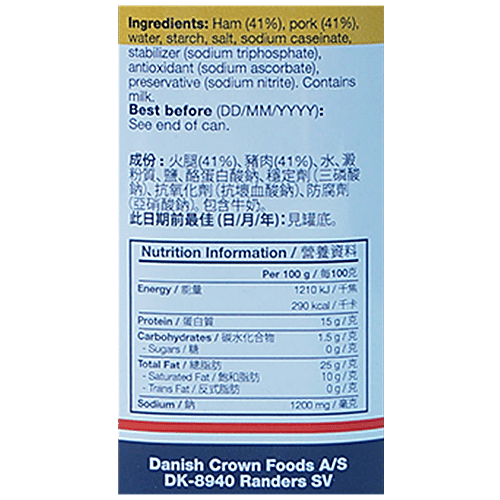 Ingredients: Ham (41%), pork (41%),
water, starch, salt, sodium caseinate,
stabilizer (sodium triphosphate),
antioxidant (sodium ascorbate),
preservative (sodium nitrite). Contains
milk.
Best before (DD/MM/YYYY):
See end of can.
成份：火腿(41%)、豬肉(41%)、水、澱
粉質、鹽、酪蛋白酸鈉、穩定劑（三磷酸
鈉)、抗氧化劑（抗壞血酸鈉)、防腐劑
（亞硝酸鈉)。包含牛奶。
此日期前最佳（日/月/年）：見罐底。
Nutrition Information / 營養資料
Per 100 g / 每100克
Energy / 能量 1210 kJ / 千焦
290 kcal / 千卡
Protein / 蛋白質 15 g / 克
Carbohydrates / 碳水化合物 1.5 g / 克
- Sugars / 糖 0 g / 克
Total Fat / 總脂肪 25 g / 克
- Saturated Fat / 飽和脂肪 10 g / 克
- Trans Fat / 反式脂肪 0 g / 克
Sodium / 鈉 1200 mg / 毫克
Danish Crown Foods A/S
DK-8940 Randers SV